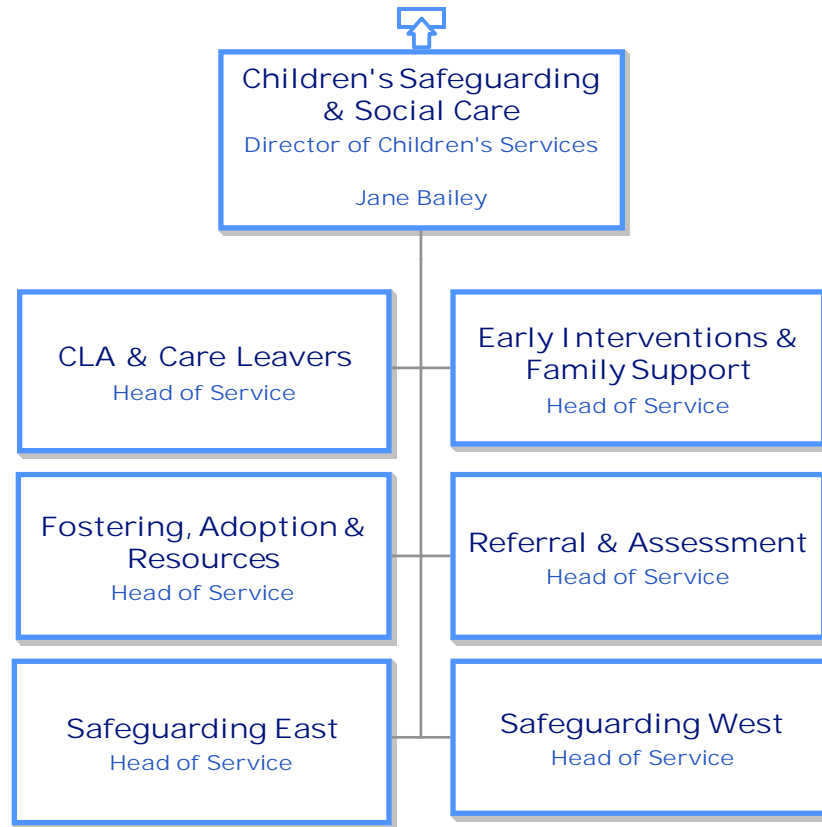 Children's Safeguarding
& Social Care
Director of Children's Services
Jane Bailey
CLA & Care Leavers
Head of Service
Early Interventions &
Family Support
Head of Service
Fostering, Adoption &
Resources
Head of Service
Referral & Assessment
Head of Service
Safeguarding East
Head of Service
Safeguarding West
Head of Service